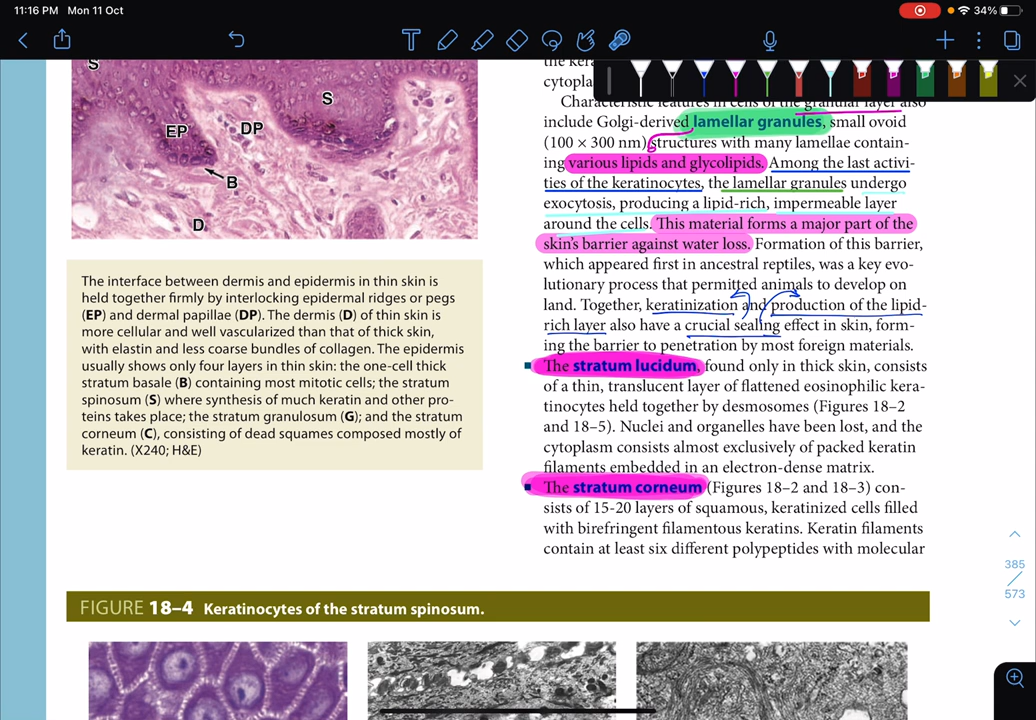 11:16 PM Mon 11 Oct
34%
S
S
EP
DP
B
D
The interface between dermis and epidermis in thin skin is
held together firmly by interlocking epidermal ridges or pegs
(EP) and dermal papillae (DP). The dermis (D) of thin skin is
more cellular and well vascularized than that of thick skin,
with elastin and less coarse bundles of collagen. The epidermis
usually shows only four layers in thin skin: the one-cell thick
stratum basale (B) containing most mitotic cells; the stratum
spinosum (S) where synthesis of much keratin and other pro-
teins takes place; the stratum granulosum (G); and the stratum
corneum (C), consisting of dead squames composed mostly of
keratin. (X240; H&E)
the kera
cytopla
Characteristic features in cells of the granular layer also
include Golgi-derived lamellar granules, small ovoid
(100 × 300 nm) structures with many lamellae contain-
ing various lipids and glycolipids. Among the last activi-
ties of the keratinocytes, the lamellar granules undergo
exocytosis, producing a lipid-rich, impermeable layer
around the cells. This material forms a major part of the
skin's barrier against water loss. Formation of this barrier,
which appeared first in ancestral reptiles, was a key evo-
lutionary process that permitted animals to develop on
land. Together, keratinization and production of the lipid-
rich layer also have a crucial sealing effect in skin, form-
ing the barrier to penetration by most foreign materials.
The stratum lucidum, found only in thick skin, consists
of a thin, translucent layer of flattened eosinophilic kera-
tinocytes held together by desmosomes (Figures 18–2
and 18–5). Nuclei and organelles have been lost, and the
cytoplasm consists almost exclusively of packed keratin
filaments embedded in an electron-dense matrix.
The stratum corneum (Figures 18–2 and 18–3) con-
sists of 15-20 layers of squamous, keratinized cells filled
with birefringent filamentous keratins. Keratin filaments
contain at least six different polypeptides with molecular
385
573
FIGURE 18–4 Keratinocytes of the stratum spinosum.